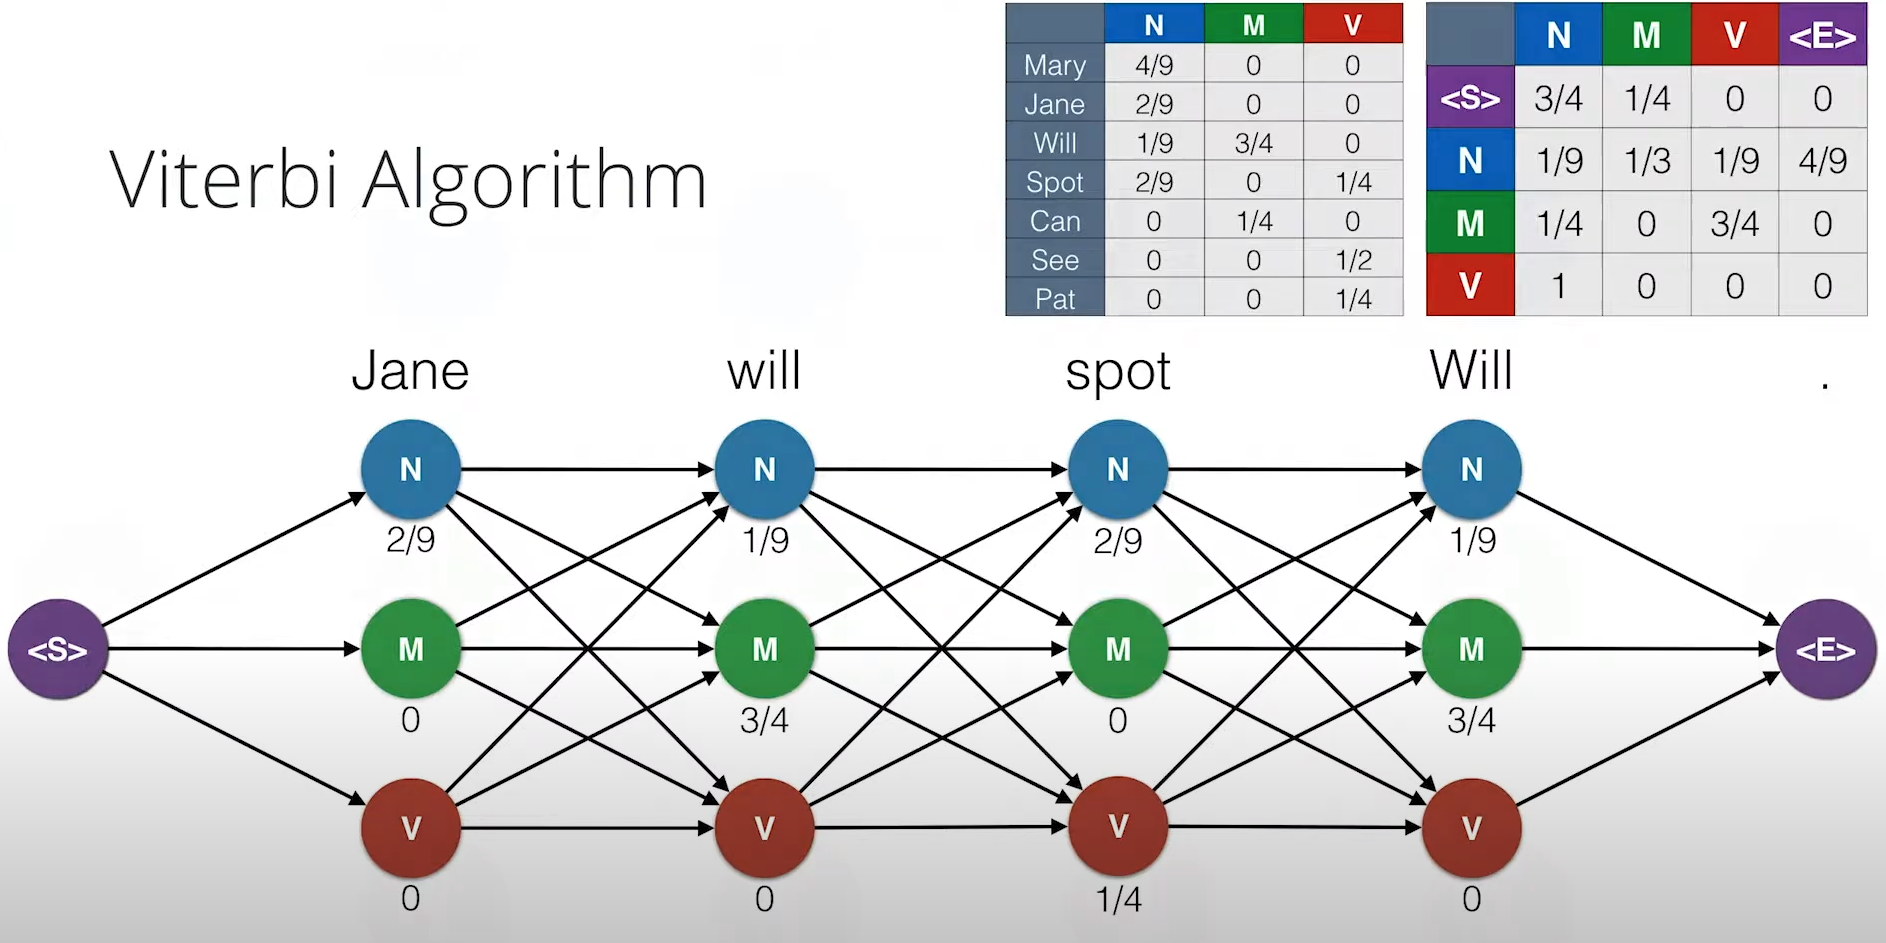 Viterbi Algorithm
N M V
Mary 4/9 0 0
Jane 2/9 0 0
Will 1/9 3/4 0
Spot 2/9 0 1/4
Can 0 1/4 0
See 0 0 1/2
Pat 0 0 1/4
N M V <E>
<S> 3/4 1/4 0 0
N 1/9 1/3 1/9 4/9
M 1/4 0 3/4 0
V 1 0 0 0
Jane will spot Will .
N N N N
2/9 1/9 2/9 1/9
<S> M M M M <E>
0 3/4 0 3/4
V V V V
0 0 1/4 0